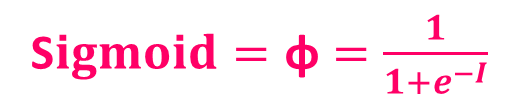 Sigmoid = ϕ = 1 / 1+e^−I